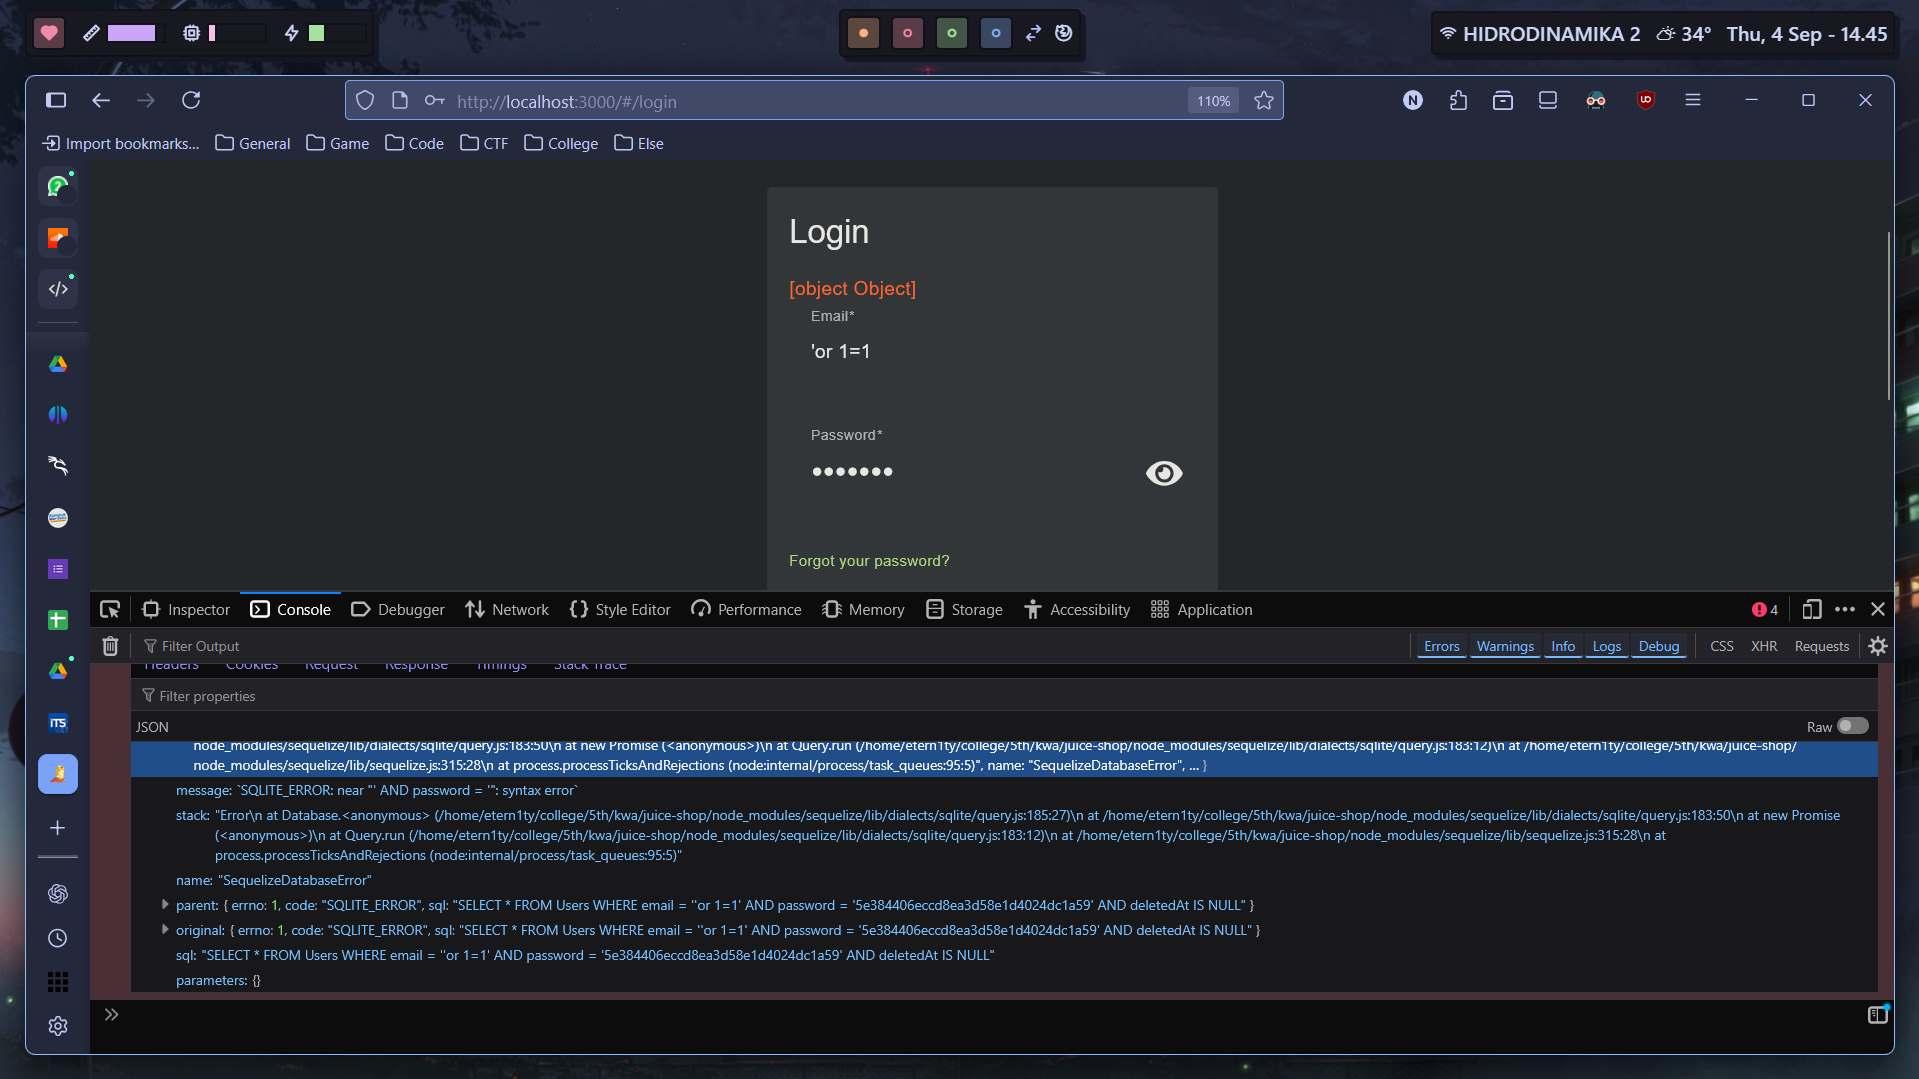 HIDRODINAMIKA 2 34° Thu, 4 Sep - 14.45
http://localhost:3000/#/login 110%
Import bookmarks... General Game Code CTF College Else
Login
[object Object]
Email*
'or 1=1
Password*
•••••••
Forgot your password?
Inspector Console Debugger Network Style Editor Performance Memory Storage Accessibility Application 4
Filter Output Errors Warnings Info Logs Debug CSS XHR Requests
Headers Cookies Request Response Timings Stack Trace
Filter properties
JSON Raw
node_modules/sequelize/lib/dialects/sqlite/query.js:183:50\n at new Promise (<anonymous>)\n at Query.run (/home/etern1ty/college/5th/kwa/juice-shop/node_modules/sequelize/lib/dialects/sqlite/query.js:183:12)\n at /home/etern1ty/college/5th/kwa/juice-shop/
node_modules/sequelize/lib/sequelize.js:315:28\n at process.processTicksAndRejections (node:internal/process/task_queues:95:5)", name: "SequelizeDatabaseError", … }
message: `SQLITE_ERROR: near "' AND password = '": syntax error`
stack: "Error\n at Database.<anonymous> (/home/etern1ty/college/5th/kwa/juice-shop/node_modules/sequelize/lib/dialects/sqlite/query.js:185:27)\n at /home/etern1ty/college/5th/kwa/juice-shop/node_modules/sequelize/lib/dialects/sqlite/query.js:183:50\n at new Promise
(<anonymous>)\n at Query.run (/home/etern1ty/college/5th/kwa/juice-shop/node_modules/sequelize/lib/dialects/sqlite/query.js:183:12)\n at /home/etern1ty/college/5th/kwa/juice-shop/node_modules/sequelize/lib/sequelize.js:315:28\n at
process.processTicksAndRejections (node:internal/process/task_queues:95:5)"
name: "SequelizeDatabaseError"
parent: { errno: 1, code: "SQLITE_ERROR", sql: "SELECT * FROM Users WHERE email = ''or 1=1' AND password = '5e384406eccd8ea3d58e1d4024dc1a59' AND deletedAt IS NULL" }
original: { errno: 1, code: "SQLITE_ERROR", sql: "SELECT * FROM Users WHERE email = ''or 1=1' AND password = '5e384406eccd8ea3d58e1d4024dc1a59' AND deletedAt IS NULL" }
sql: "SELECT * FROM Users WHERE email = ''or 1=1' AND password = '5e384406eccd8ea3d58e1d4024dc1a59' AND deletedAt IS NULL"
parameters: {}